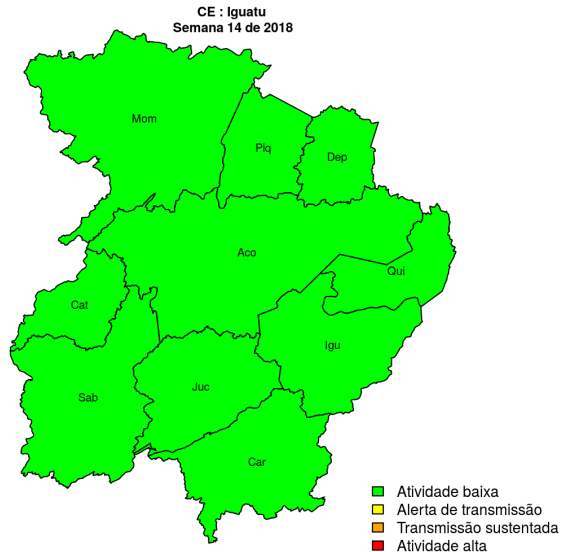 CE : Iguatu
Semana 14 de 2018
Mom
Piq
Dep
Aco
Qui
Cat
Igu
Juc
Sab
Car
Atividade baixa
Alerta de transmissão
Transmissão sustentada
Atividade alta